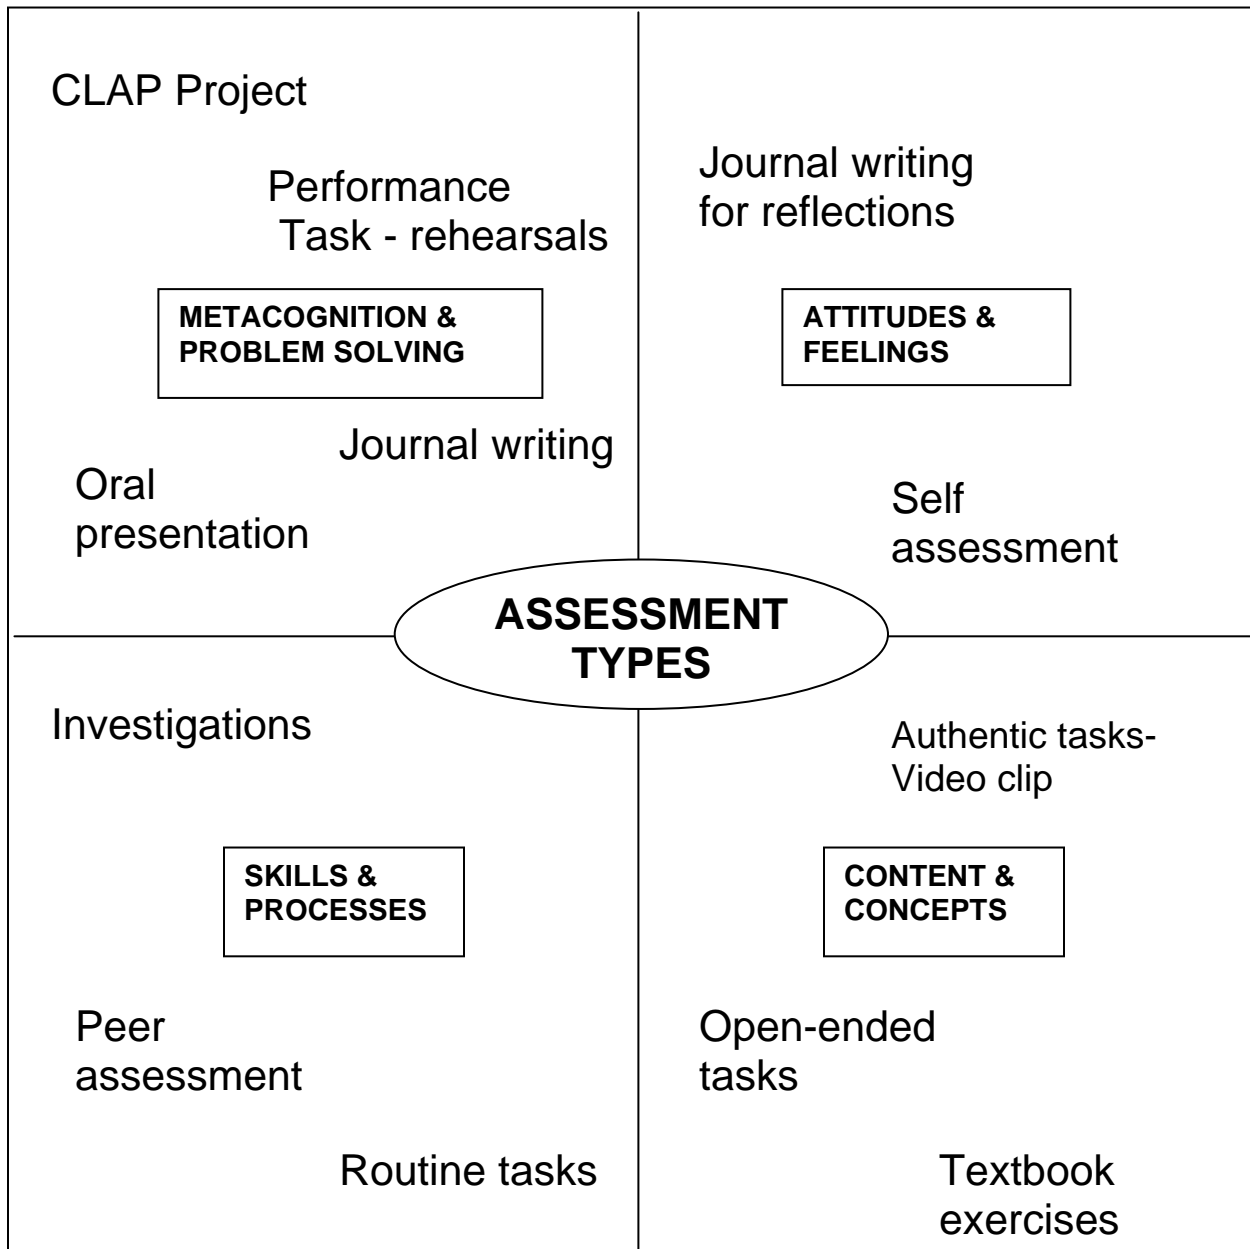 CLAP Project
Performance
Task - rehearsals
METACOGNITION &
PROBLEM SOLVING
Journal writing
Oral
presentation
Journal writing
for reflections
ATTITUDES &
FEELINGS
Self
assessment
ASSESSMENT
TYPES
Investigations
SKILLS &
PROCESSES
Peer
assessment
Routine tasks
Authentic tasks-
Video clip
CONTENT &
CONCEPTS
Open-ended
tasks
Textbook
exercises